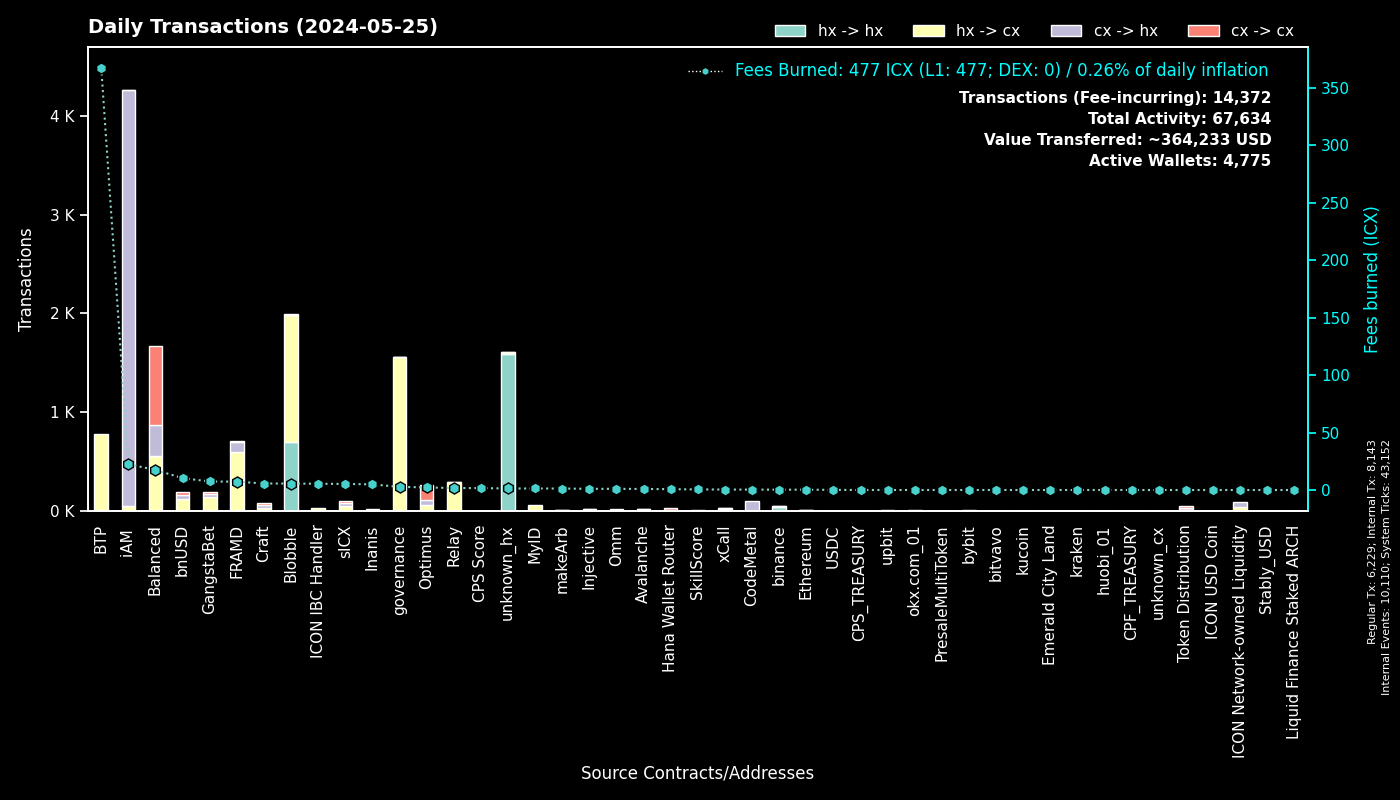 Daily Transactions (2024-05-25)
hx -> hx
hx -> cx
cx -> hx
cx -> cx
Fees Burned: 477 ICX (L1: 477; DEX: 0) / 0.26% of daily inflation
Transactions (Fee-incurring): 14,372
Total Activity: 67,634
Value Transferred: ~364,233 USD
Active Wallets: 4,775
Transactions
4 K
3 K
2 K
1 K
0 K
350
300
250
200
150
100
50
0
Fees burned (ICX)
Regular Tx: 6,229; Internal Tx: 8,143
Internal Events: 10,110; System Ticks: 43,152
BTP
iAM
Balanced
bnUSD
GangstaBet
FRAMD
Craft
Blobble
ICON IBC Handler
sICX
Inanis
governance
Optimus
Relay
CPS Score
unknown_hx
MyID
makeArb
Injective
Omm
Avalanche
Hana Wallet Router
SkillScore
xCall
CodeMetal
binance
Ethereum
USDC
CPS_TREASURY
upbit
okx.com_01
PresaleMultiToken
bybit
bitvavo
kucoin
Emerald City Land
kraken
huobi_01
CPF_TREASURY
unknown_cx
Token Distribution
ICON USD Coin
ICON Network-owned Liquidity
Stably_USD
Liquid Finance Staked ARCH
Source Contracts/Addresses